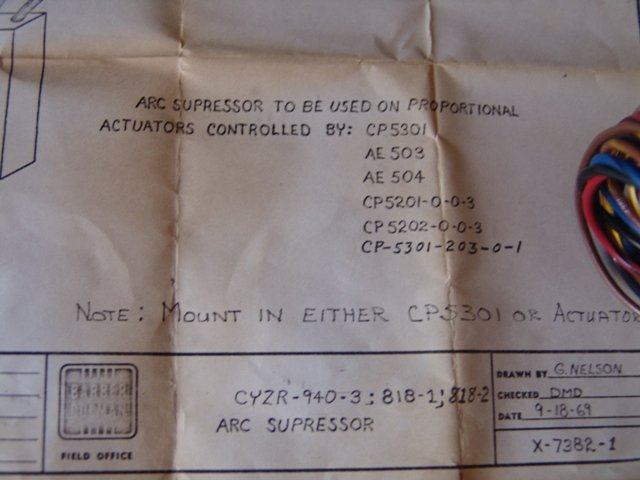 ARC SUPRESSOR TO BE USED ON PROPORTIONAL
ACTUATORS CONTROLLED BY: CP5301
AE 503
AE 504
CP5201-0-0-3
CP5202-0-0-3
CP-5301-203-0-1
NOTE: MOUNT IN EITHER CP5301 OR ACTUATOR
BARBER
COLMAN
FIELD OFFICE
CYZR-940-3; 818-1; 818-2
ARC SUPRESSOR
DRAWN BY G. NELSON
CHECKED DMD
DATE 9-18-69
X-7382-1